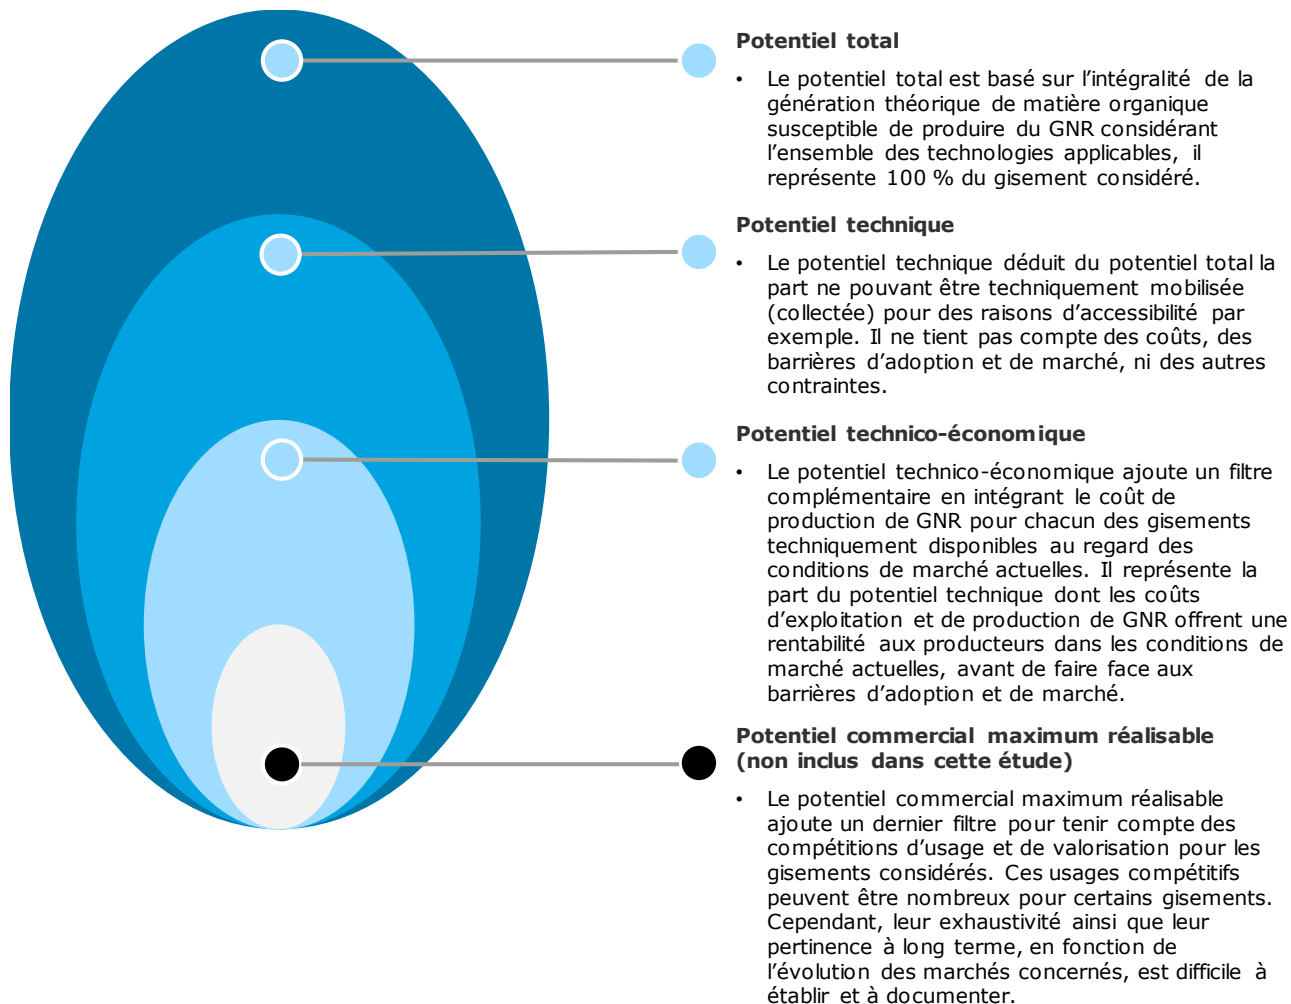 Potentiel total
• Le potentiel total est basé sur l’intégralité de la
génération théorique de matière organique
susceptible de produire du GNR considérant
l’ensemble des technologies applicables, il
représente 100 % du gisement considéré.
Potentiel technique
• Le potentiel technique déduit du potentiel total la
part ne pouvant être techniquement mobilisée
(collectée) pour des raisons d’accessibilité par
exemple. Il ne tient pas compte des coûts, des
barrières d’adoption et de marché, ni des autres
contraintes.
Potentiel technico-économique
• Le potentiel technico-économique ajoute un filtre
complémentaire en intégrant le coût de
production de GNR pour chacun des gisements
techniquement disponibles au regard des
conditions de marché actuelles. Il représente la
part du potentiel technique dont les coûts
d’exploitation et de production de GNR offrent une
rentabilité aux producteurs dans les conditions de
marché actuelles, avant de faire face aux
barrières d’adoption et de marché.
Potentiel commercial maximum réalisable
(non inclus dans cette étude)
• Le potentiel commercial maximum réalisable
ajoute un dernier filtre pour tenir compte des
compétitions d’usage et de valorisation pour les
gisements considérés. Ces usages compétitifs
peuvent être nombreux pour certains gisements.
Cependant, leur exhaustivité ainsi que leur
pertinence à long terme, en fonction de
l’évolution des marchés concernés, est difficile à
établir et à documenter.